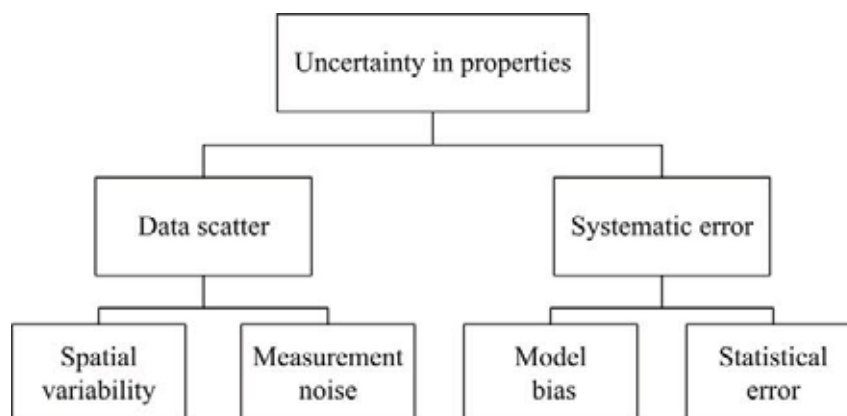 Uncertainty in properties
Data scatter
Systematic error
Spatial
variability
Measurement
noise
Model
bias
Statistical
error